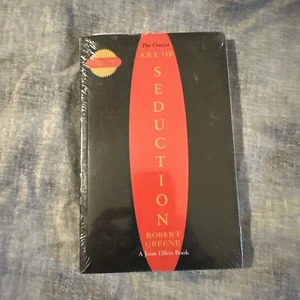 The Concise
ART OF
SEDUCTION
ROBERT
GREENE
A Joost Elffers Book